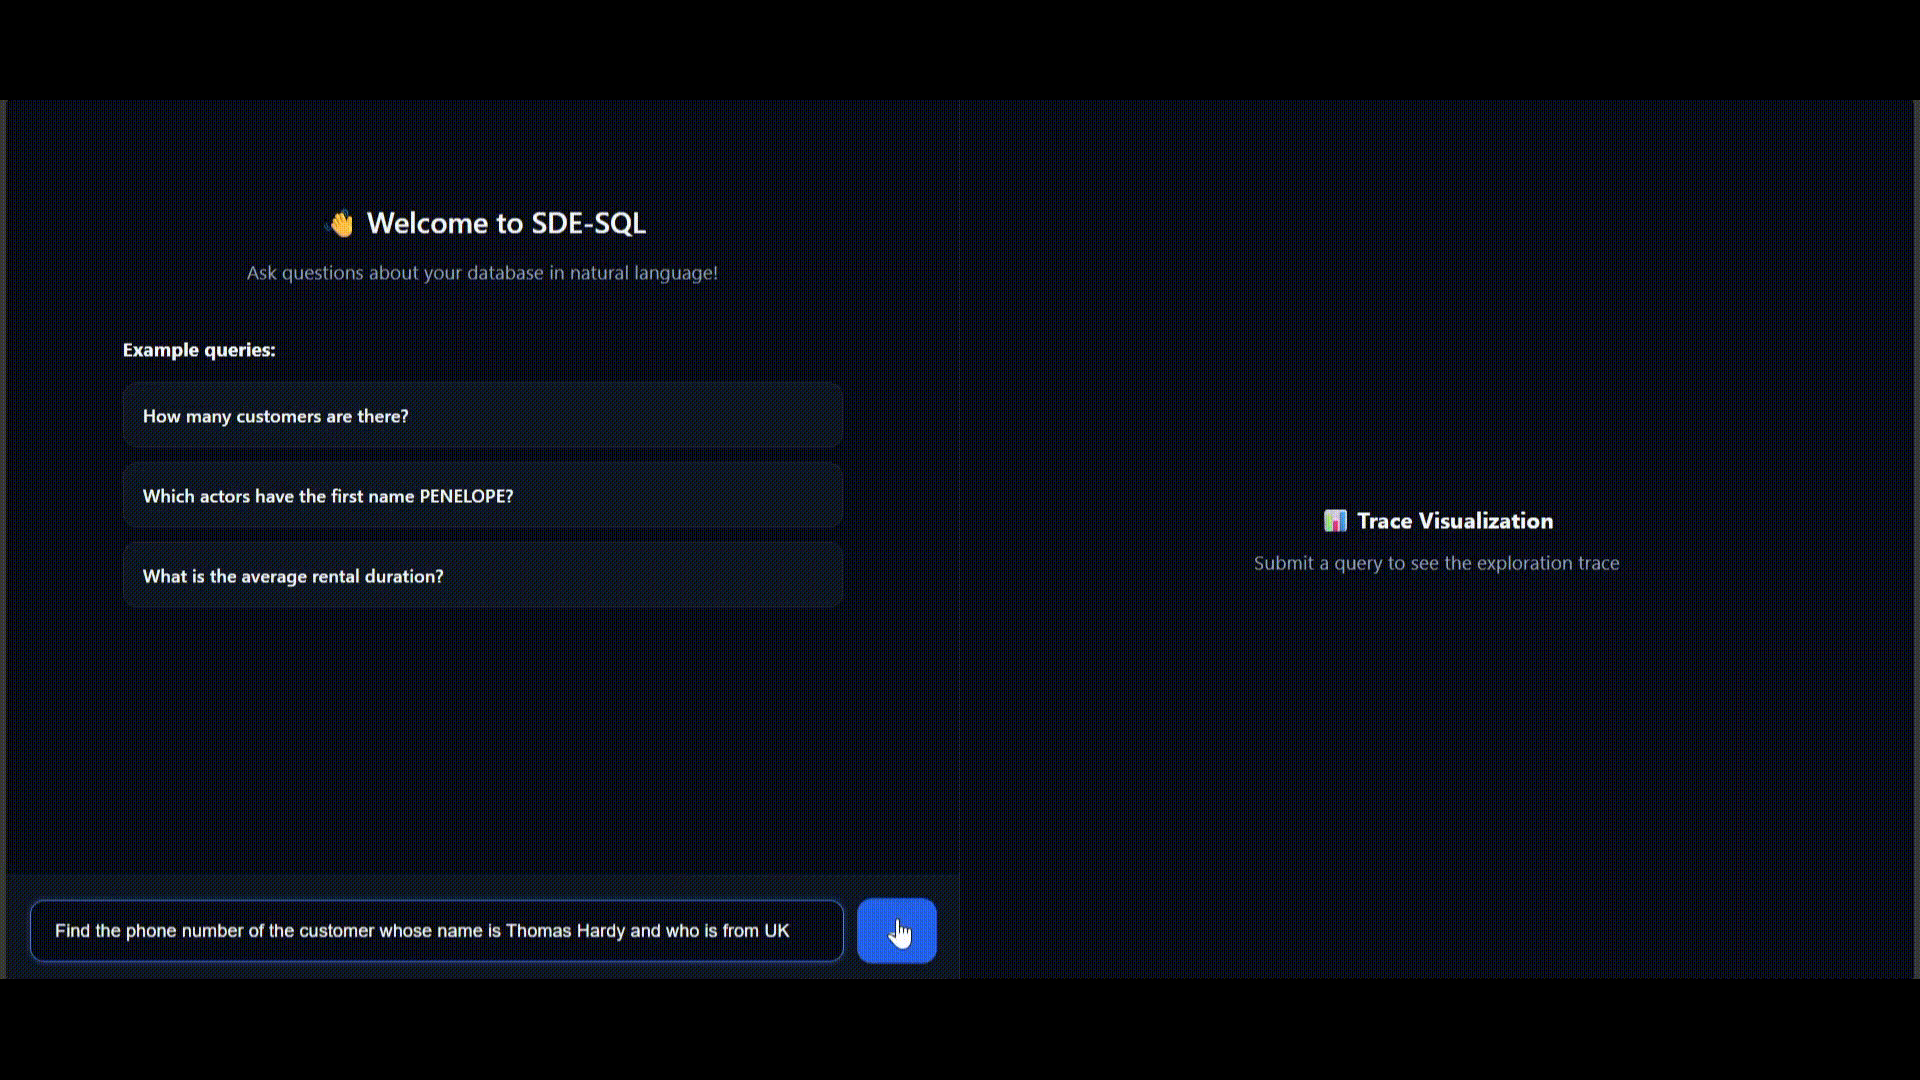 👋 Welcome to SDE-SQL
Ask questions about your database in natural language!
Example queries:
How many customers are there?
Which actors have the first name PENELOPE?
What is the average rental duration?
Find the phone number of the customer whose name is Thomas Hardy and who is from UK
📊 Trace Visualization
Submit a query to see the exploration trace